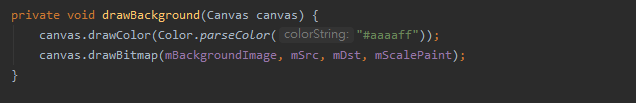 private void drawBackground(Canvas canvas) {
canvas.drawColor(Color.parseColor( colorString: "#aaaaff"));
canvas.drawBitmap(mBackgroundImage, mSrc, mDst, mScalePaint);
}